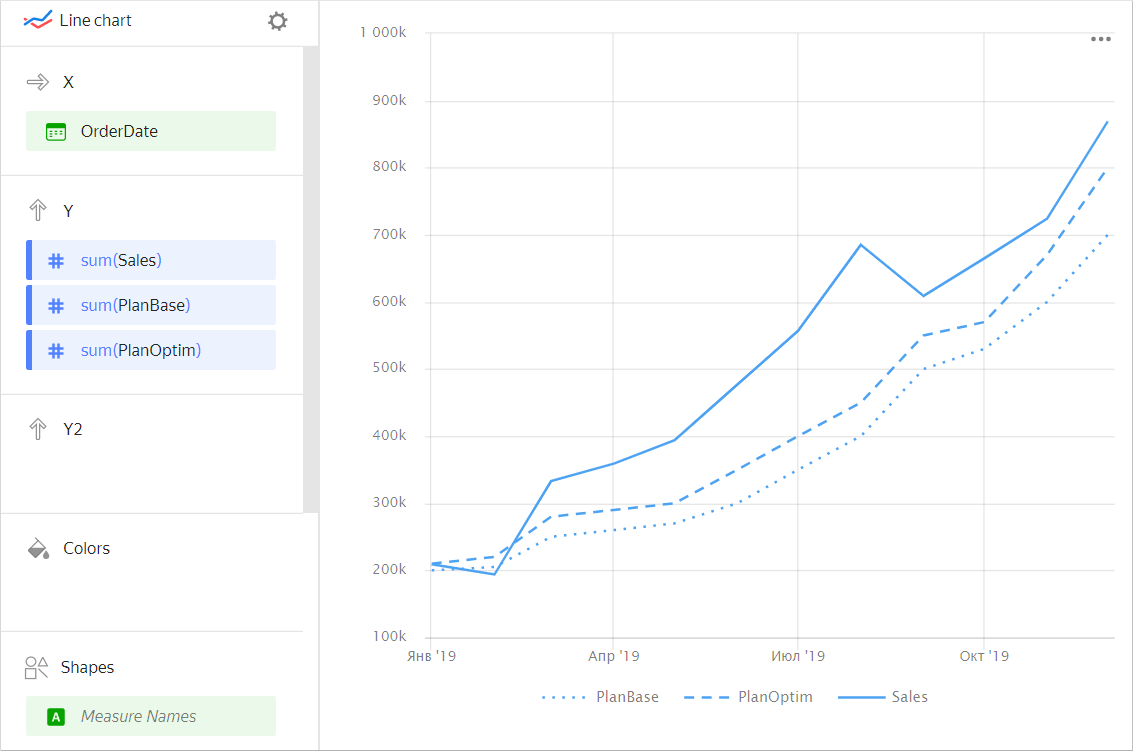 Line chart
X
OrderDate
Y
sum(Sales)
sum(PlanBase)
sum(PlanOptim)
Y2
Colors
Shapes
A
Measure Names
1 000k
900k
800k
700k
600k
500k
400k
300k
200k
100k
Янв '19
Апр '19
Июл '19
Окт '19
PlanBase
PlanOptim
Sales